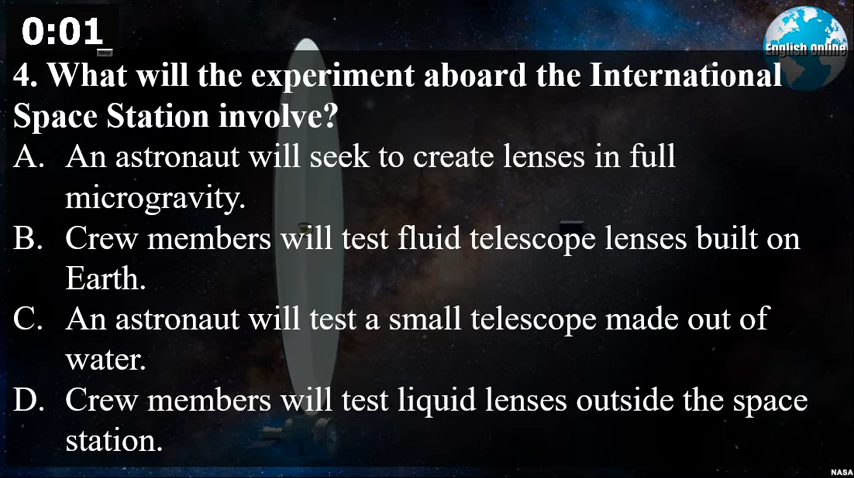 0:01
English Online
4. What will the experiment aboard the International
Space Station involve?
A. An astronaut will seek to create lenses in full
microgravity.
B. Crew members will test fluid telescope lenses built on
Earth.
C. An astronaut will test a small telescope made out of
water.
D. Crew members will test liquid lenses outside the space
station.
NASA